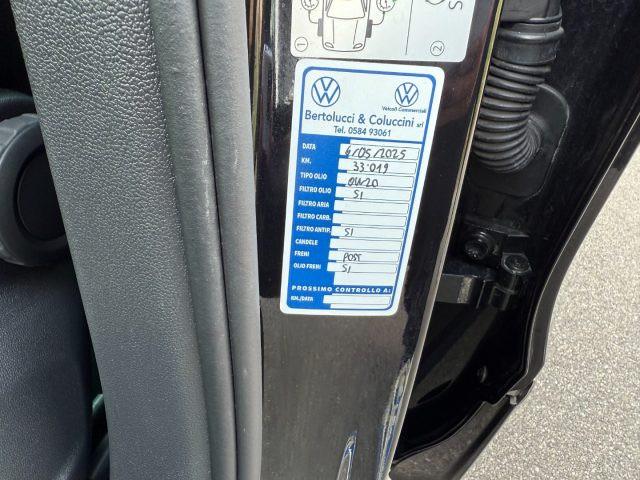 1
2
Veicoli Commerciali
Bertolucci & Coluccini srl
Tel. 0584 93061
DATA 6/05/2025
KM. 33.019
TIPO OLIO 0W20
FILTRO OLIO SI
FILTRO ARIA
FILTRO CARB.
FILTRO ANTIP. SI
CANDELE
FRENI POST
OLIO FRENI SI
PROSSIMO CONTROLLO A:
KM./DATA